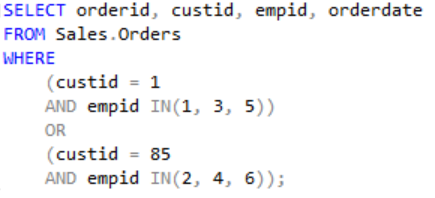 SELECT orderid, custid, empid, orderdate
FROM Sales.Orders
WHERE
(custid = 1
AND empid IN(1, 3, 5))
OR
(custid = 85
AND empid IN(2, 4, 6));